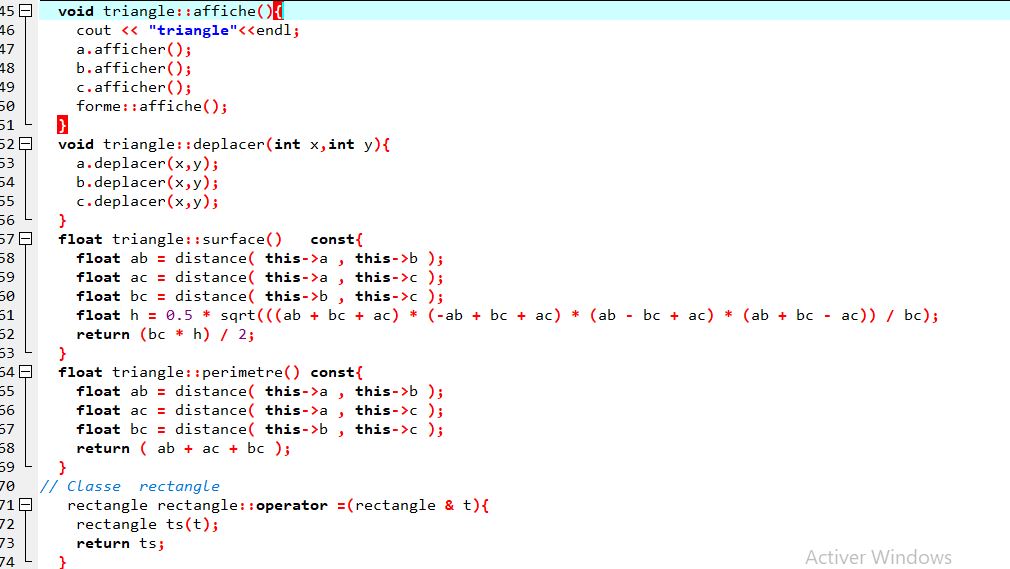 45 void triangle::affiche(){
46 cout << "triangle"<<endl;
47 a.afficher();
48 b.afficher();
49 c.afficher();
50 forme::affiche();
51 }
52 void triangle::deplacer(int x,int y){
53 a.deplacer(x,y);
54 b.deplacer(x,y);
55 c.deplacer(x,y);
56 }
57 float triangle::surface()   const{
58 float ab = distance( this->a , this->b );
59 float ac = distance( this->a , this->c );
60 float bc = distance( this->b , this->c );
61 float h = 0.5 * sqrt(((ab + bc + ac) * (-ab + bc + ac) * (ab - bc + ac) * (ab + bc - ac)) / bc);
62 return (bc * h) / 2;
63 }
64 float triangle::perimetre() const{
65 float ab = distance( this->a , this->b );
66 float ac = distance( this->a , this->c );
67 float bc = distance( this->b , this->c );
68 return ( ab + ac + bc );
69 }
70 // Classe  rectangle
71 rectangle rectangle::operator =(rectangle & t){
72 rectangle ts(t);
73 return ts;
74 }
Activer Windows